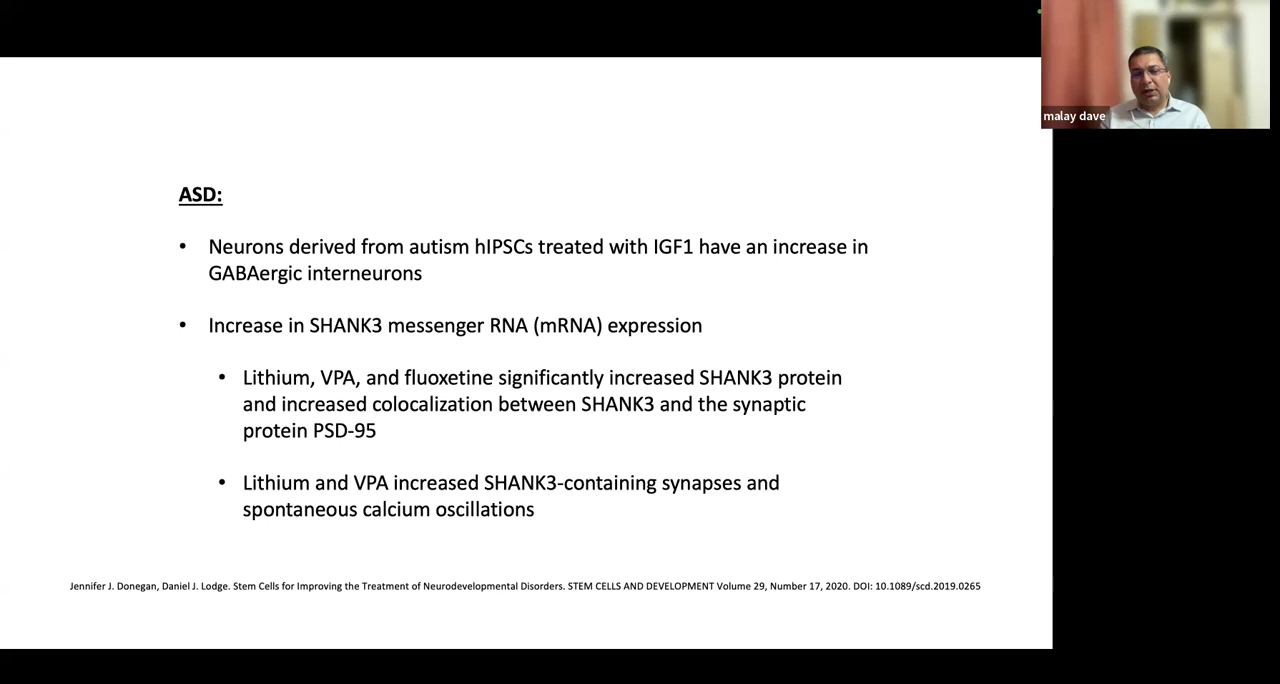 malay dave
ASD:
• Neurons derived from autism hIPSCs treated with IGF1 have an increase in
GABAergic interneurons
• Increase in SHANK3 messenger RNA (mRNA) expression
• Lithium, VPA, and fluoxetine significantly increased SHANK3 protein
and increased colocalization between SHANK3 and the synaptic
protein PSD-95
• Lithium and VPA increased SHANK3-containing synapses and
spontaneous calcium oscillations
Jennifer J. Donegan, Daniel J. Lodge. Stem Cells for Improving the Treatment of Neurodevelopmental Disorders. STEM CELLS AND DEVELOPMENT Volume 29, Number 17, 2020. DOI: 10.1089/scd.2019.0265